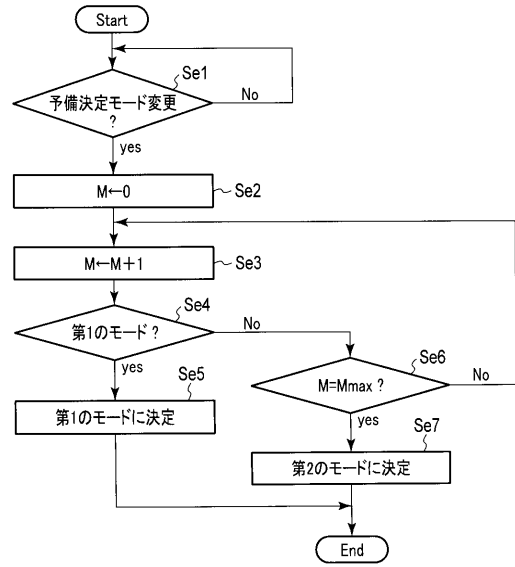 Start
Se1
予備決定モード変更
?
No
yes
M←0
Se2
M←M+1
Se3
Se4
第1のモード?
No
yes
Se6
M=Mmax ?
No
Se5
第1のモードに決定
yes
Se7
第2のモードに決定
End